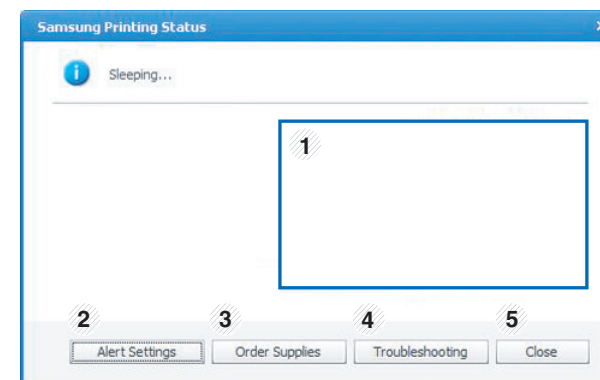 Samsung Printing Status
Sleeping...
1
2 3 4 5
Alert Settings Order Supplies Troubleshooting Close